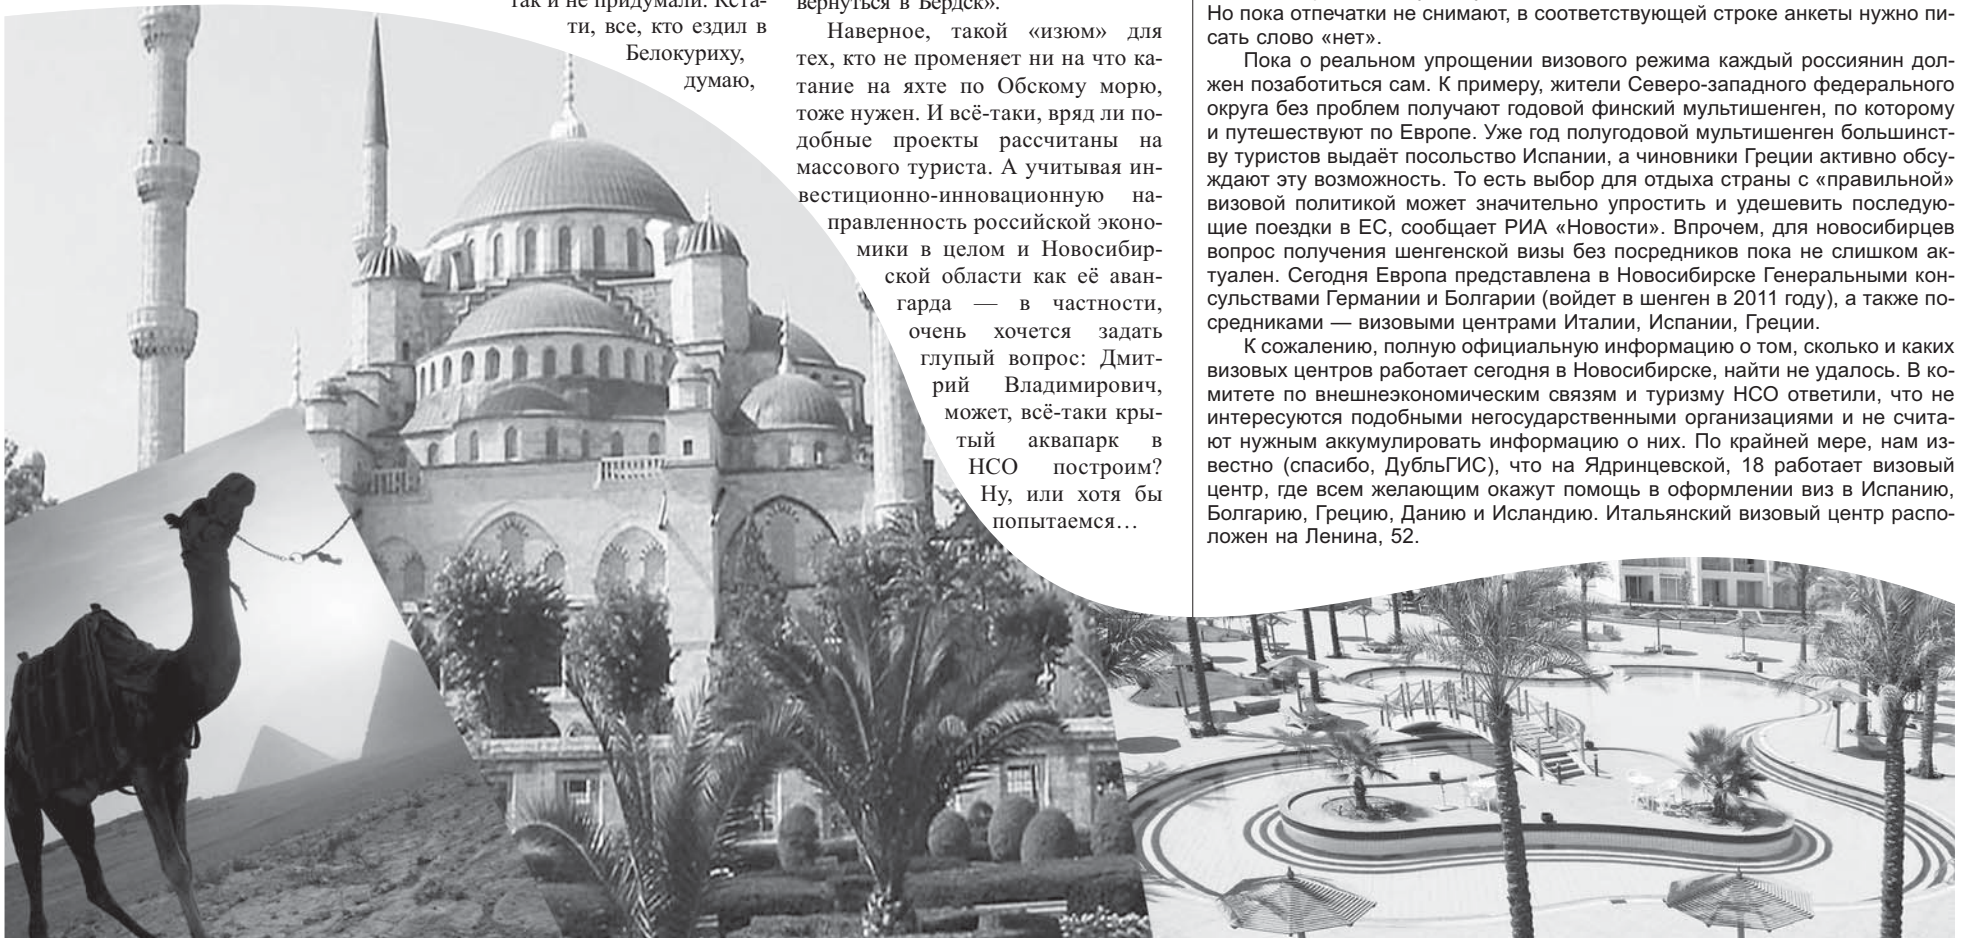 так и не придумали. Кста-
ти, все, кто ездил в
Белокуриху,
думаю,
вернуться в Бердск».
Наверное, такой «изюм» для
тех, кто не променяет ни на что ка-
тание на яхте по Обскому морю,
тоже нужен. И всё-таки, вряд ли по-
добные проекты рассчитаны на
массового туриста. А учитывая ин-
вестиционно-инновационную на-
правленность российской эконо-
мики в целом и Новосибир-
ской области как её аван-
гарда — в частности,
очень хочется задать
глупый вопрос: Дмит-
рий Владимирович,
может, всё-таки кры-
тый аквапарк в
НСО построим?
Ну, или хотя бы
попытаемся…
Но пока отпечатки не снимают, в соответствующей строке анкеты нужно пи-
сать слово «нет».
Пока о реальном упрощении визового режима каждый россиянин дол-
жен позаботиться сам. К примеру, жители Северо-западного федерального
округа без проблем получают годовой финский мультишенген, по которому
и путешествуют по Европе. Уже год полугодовой мультишенген большинст-
ву туристов выдаёт посольство Испании, а чиновники Греции активно обсу-
ждают эту возможность. То есть выбор для отдыха страны с «правильной»
визовой политикой может значительно упростить и удешевить последую-
щие поездки в ЕС, сообщает РИА «Новости». Впрочем, для новосибирцев
вопрос получения шенгенской визы без посредников пока не слишком ак-
туален. Сегодня Европа представлена в Новосибирске Генеральными кон-
сульствами Германии и Болгарии (войдет в шенген в 2011 году), а также по-
средниками — визовыми центрами Италии, Испании, Греции.
К сожалению, полную официальную информацию о том, сколько и каких
визовых центров работает сегодня в Новосибирске, найти не удалось. В ко-
митете по внешнеэкономическим связям и туризму НСО ответили, что не
интересуются подобными негосударственными организациями и не счита-
ют нужным аккумулировать информацию о них. По крайней мере, нам из-
вестно (спасибо, ДубльГИС), что на Ядринцевской, 18 работает визовый
центр, где всем желающим окажут помощь в оформлении виз в Испанию,
Болгарию, Грецию, Данию и Исландию. Итальянский визовый центр распо-
ложен на Ленина, 52.